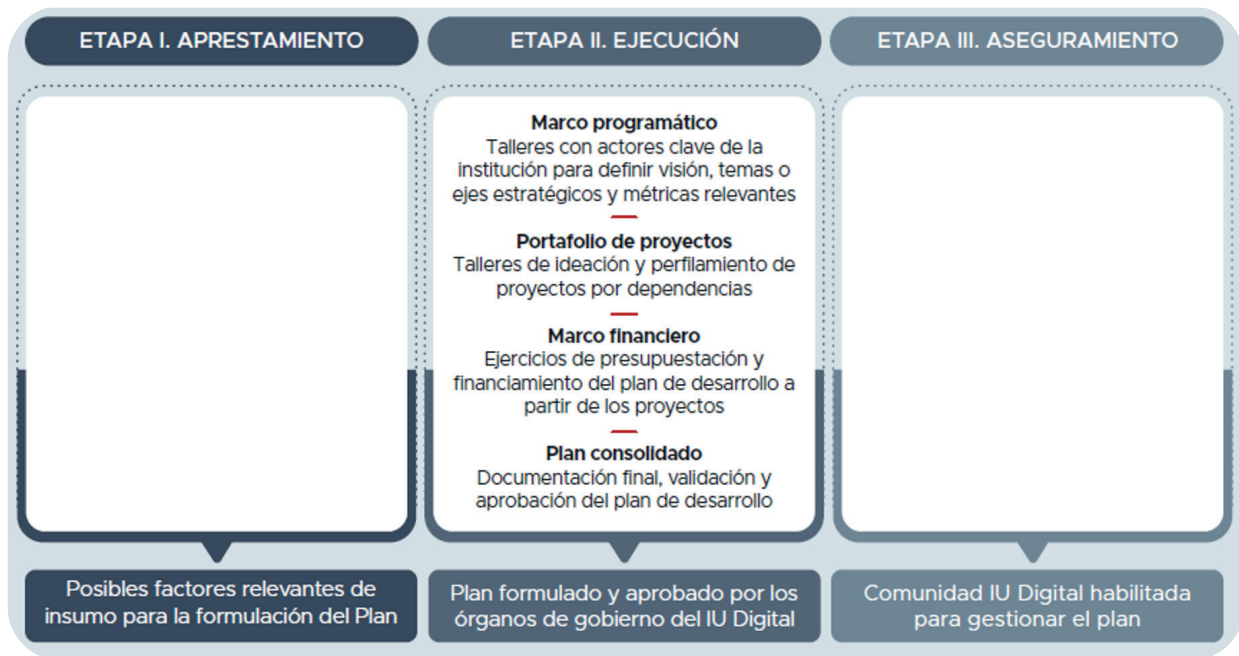 ETAPA I. APRESTAMIENTO
ETAPA II. EJECUCIÓN
ETAPA III. ASEGURAMIENTO
Marco programático
Talleres con actores clave de la
institución para definir visión, temas o
ejes estratégicos y métricas relevantes
Portafolio de proyectos
Talleres de ideación y perfilamiento de
proyectos por dependencias
Marco financiero
Ejercicios de presupuestación y
financiamiento del plan de desarrollo a
partir de los proyectos
Plan consolidado
Documentación final, validación y
aprobación del plan de desarrollo
Posibles factores relevantes de
insumo para la formulación del Plan
Plan formulado y aprobado por los
órganos de gobierno del IU Digital
Comunidad IU Digital habilitada
para gestionar el plan